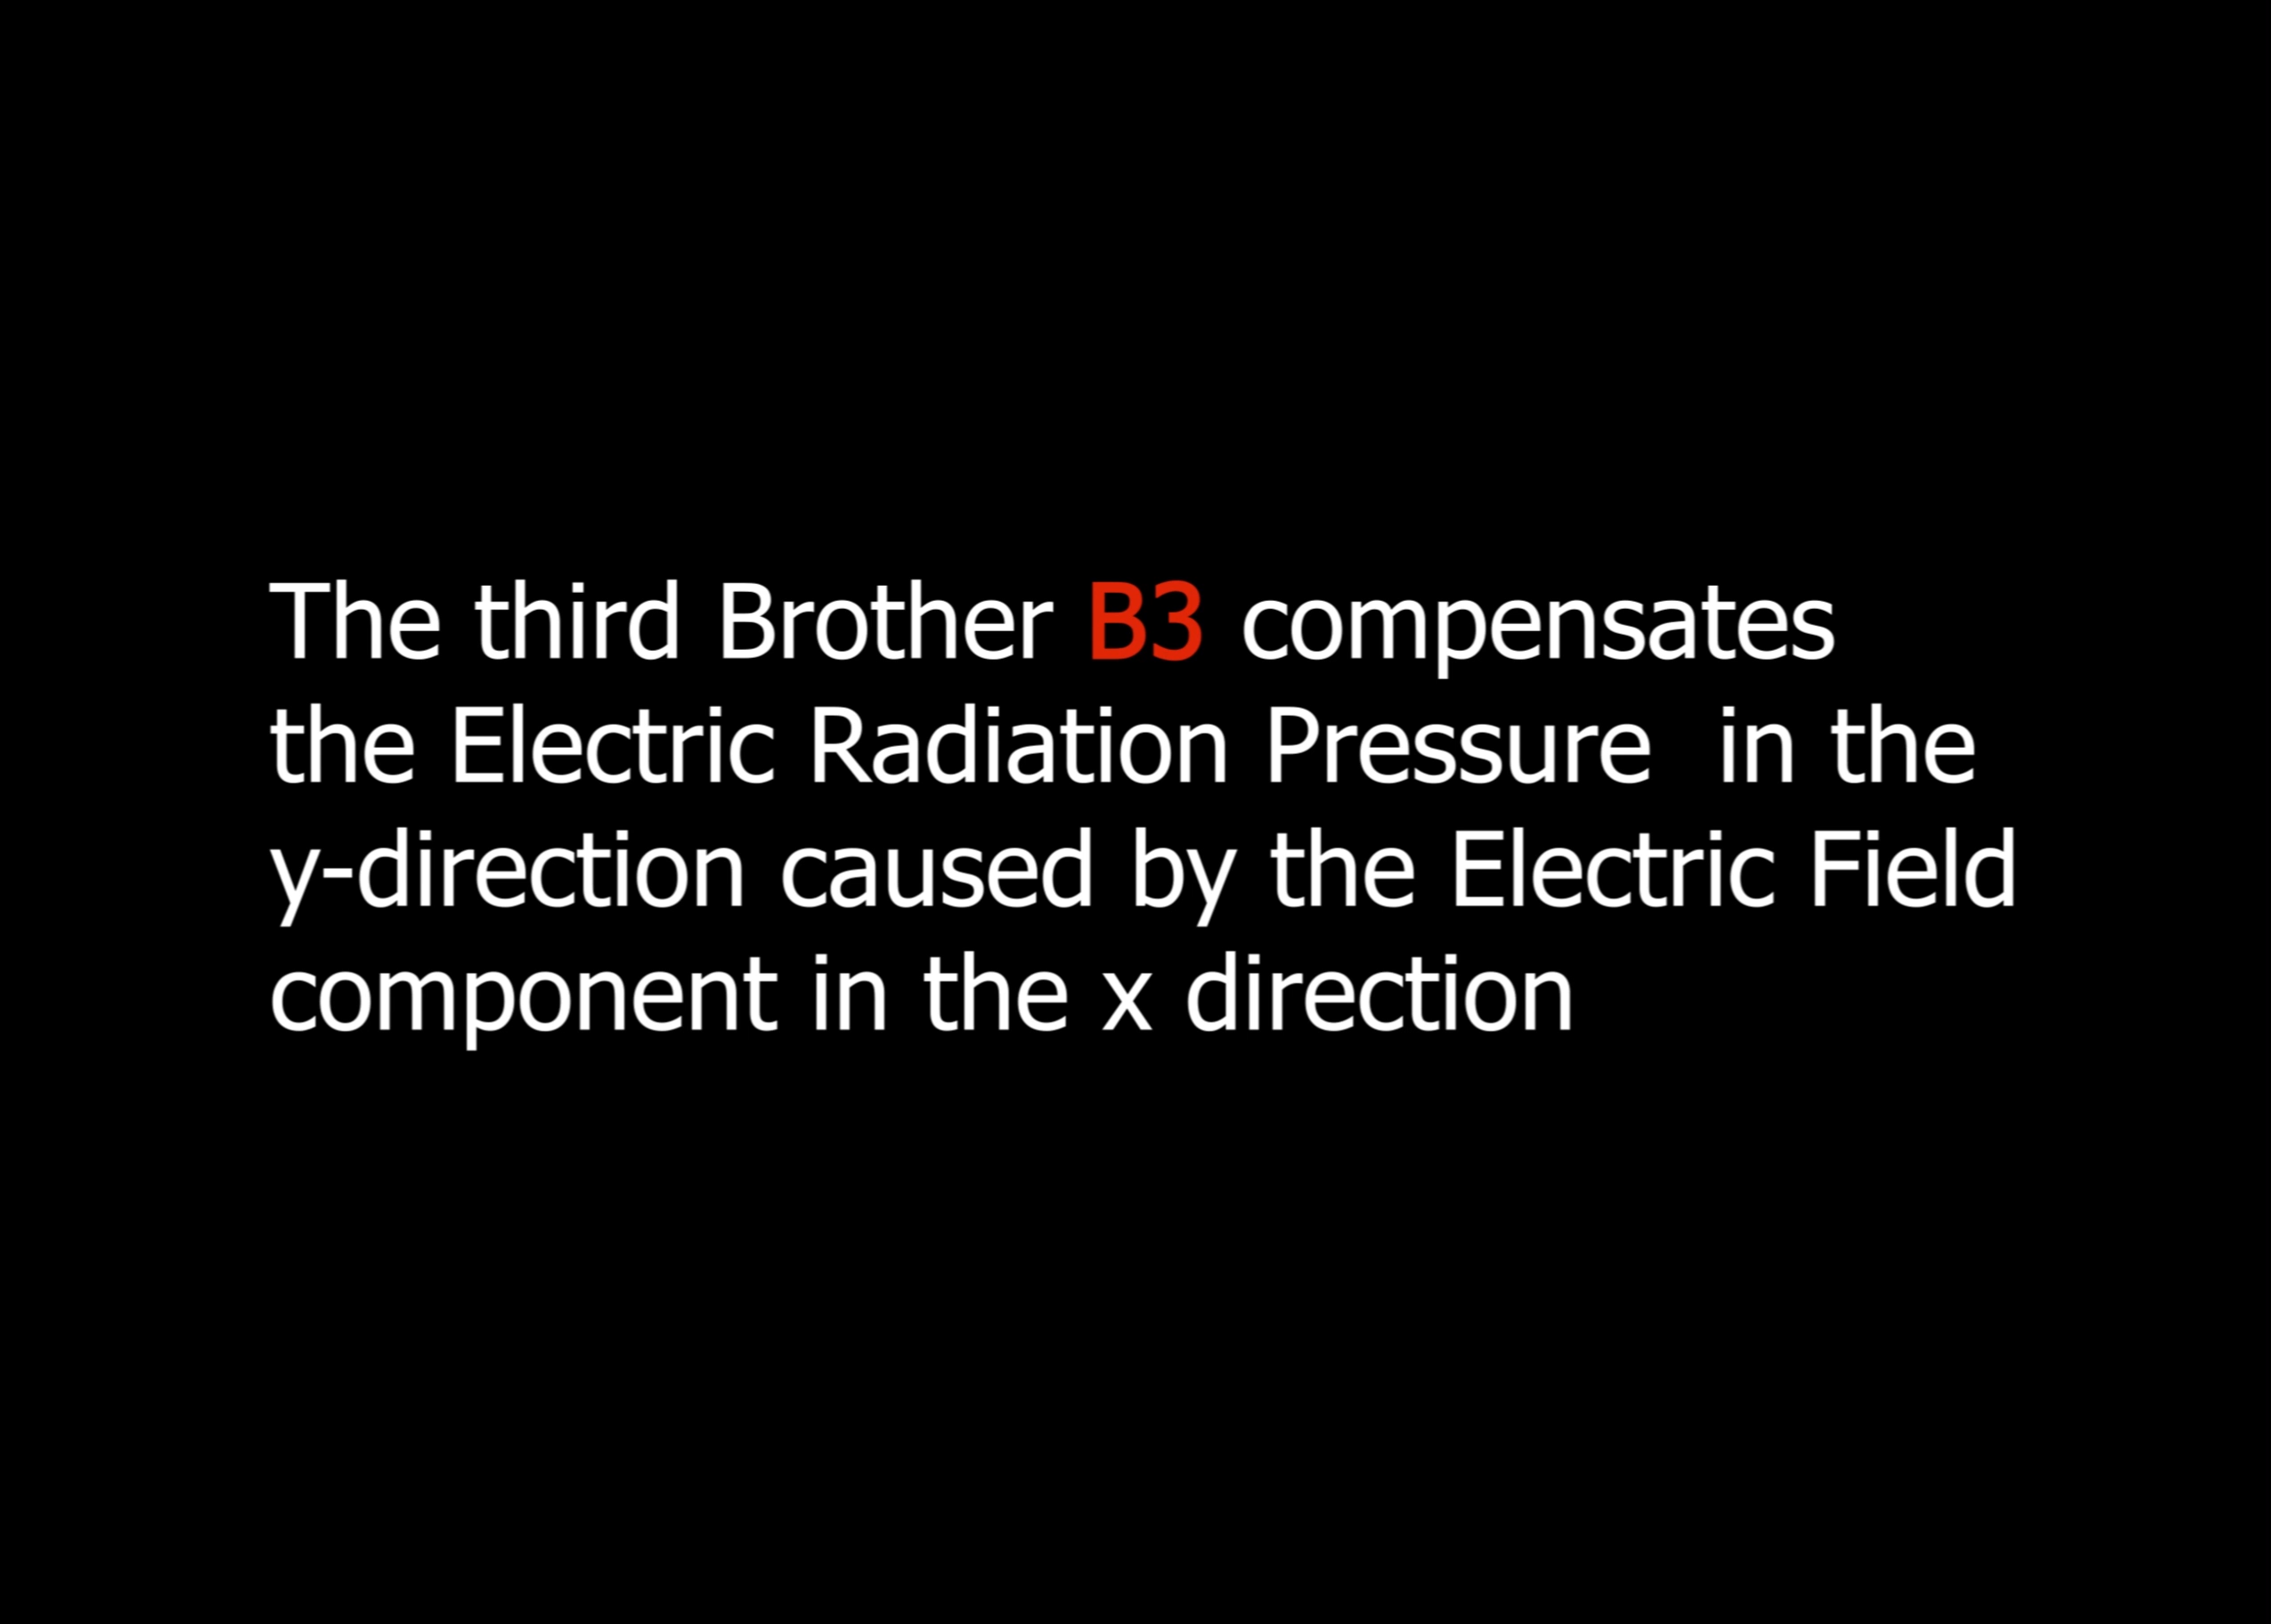 The third Brother B3 compensates
the Electric Radiation Pressure  in the
y-direction caused by the Electric Field
component in the x direction